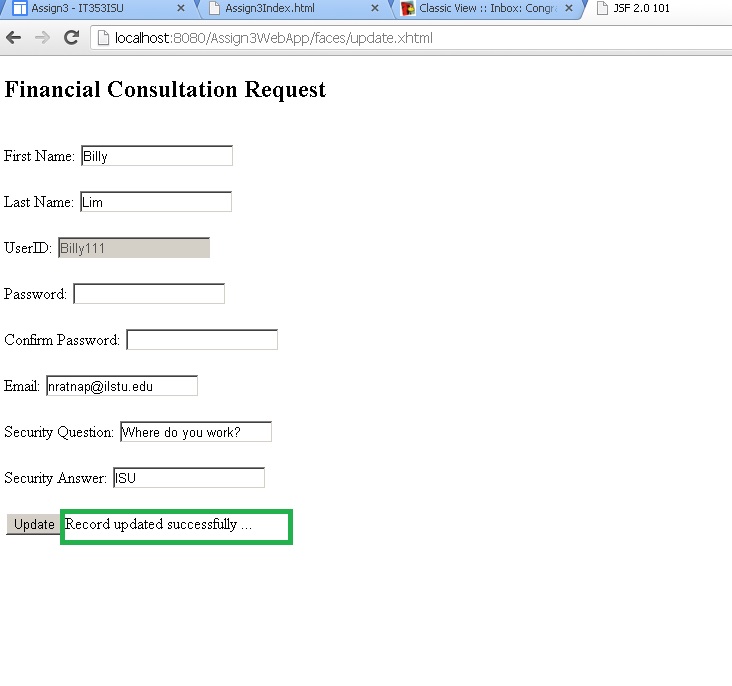 Assign3 - IT353ISU × Assign3Index.html × Classic View :: Inbox: Congra × JSF 2.0 101
localhost:8080/Assign3WebApp/faces/update.xhtml
Financial Consultation Request
First Name: Billy
Last Name: Lim
UserID: Billy111
Password:
Confirm Password:
Email: nratnap@ilstu.edu
Security Question: Where do you work?
Security Answer: ISU
Update Record updated successfully ...